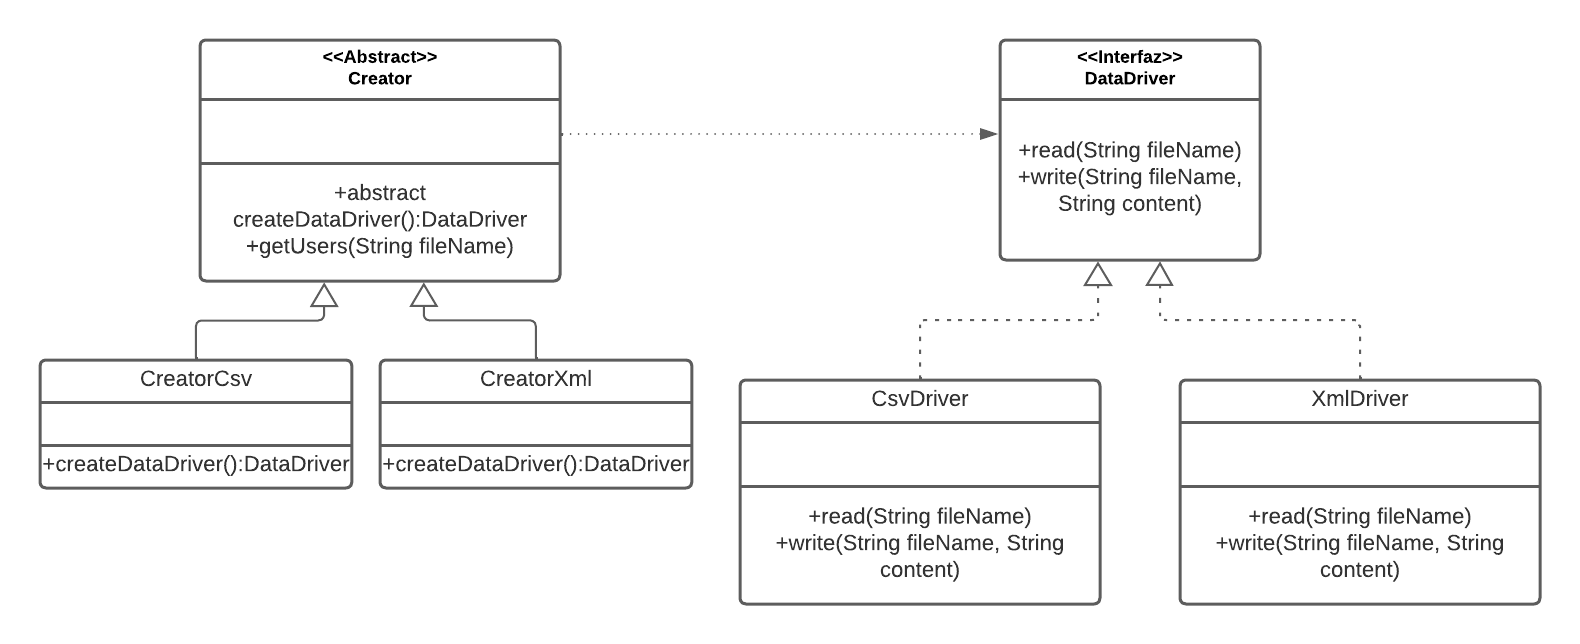 <<Abstract>>
Creator
+abstract
createDataDriver():DataDriver
+getUsers(String fileName)
<<Interfaz>>
DataDriver
+read(String fileName)
+write(String fileName,
String content)
CreatorCsv
+createDataDriver():DataDriver
CreatorXml
+createDataDriver():DataDriver
CsvDriver
+read(String fileName)
+write(String fileName, String
content)
XmlDriver
+read(String fileName)
+write(String fileName, String
content)